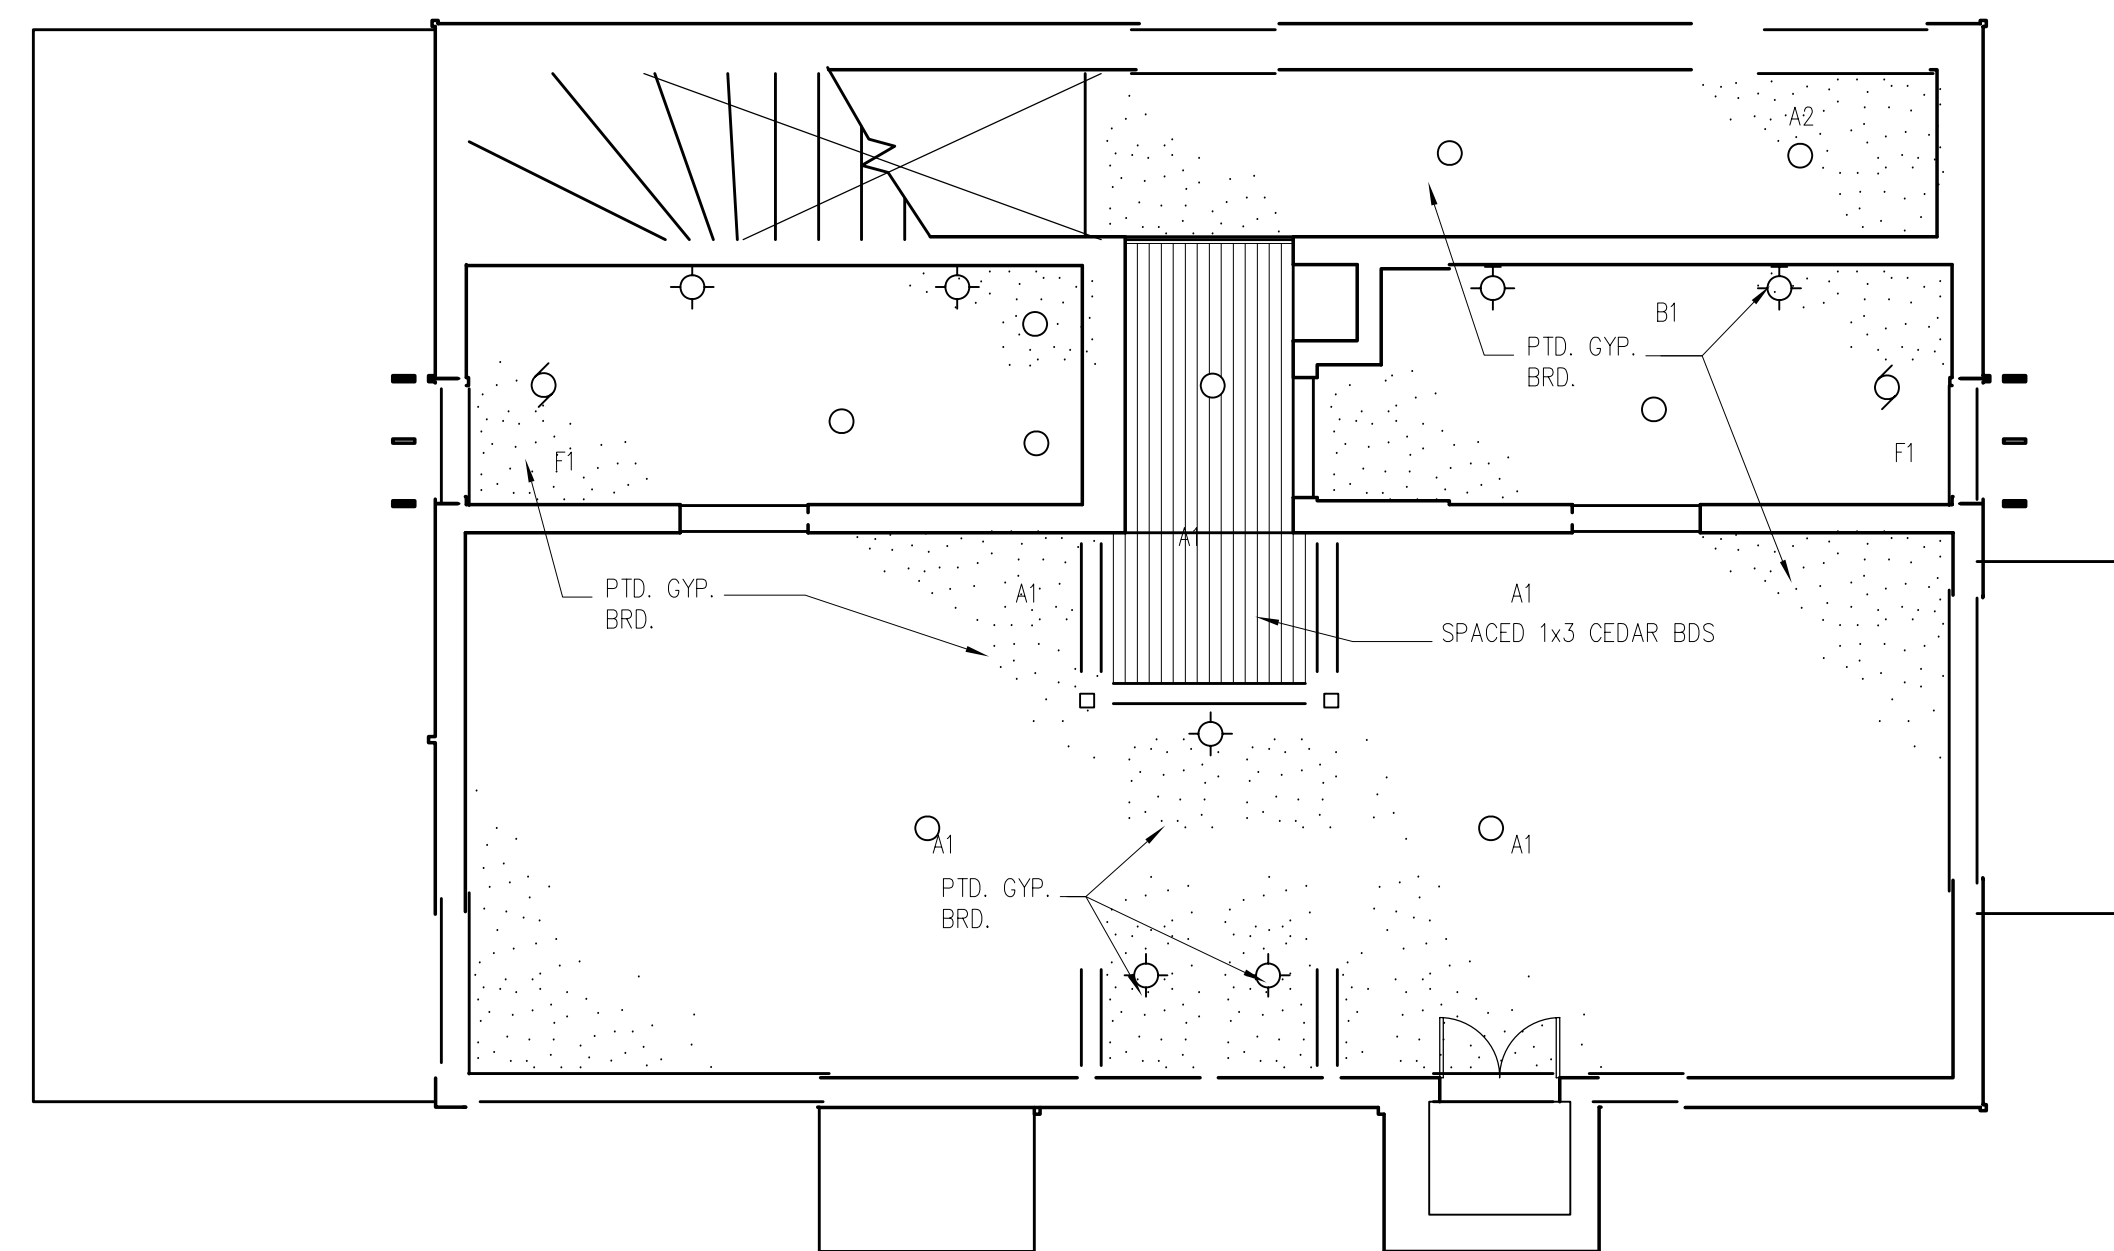 A2
B1
PTD. GYP.
BRD.
F1
F1
A1
PTD. GYP.
BRD.
A1
A1
SPACED 1x3 CEDAR BDS
A1
A1
PTD. GYP.
BRD.